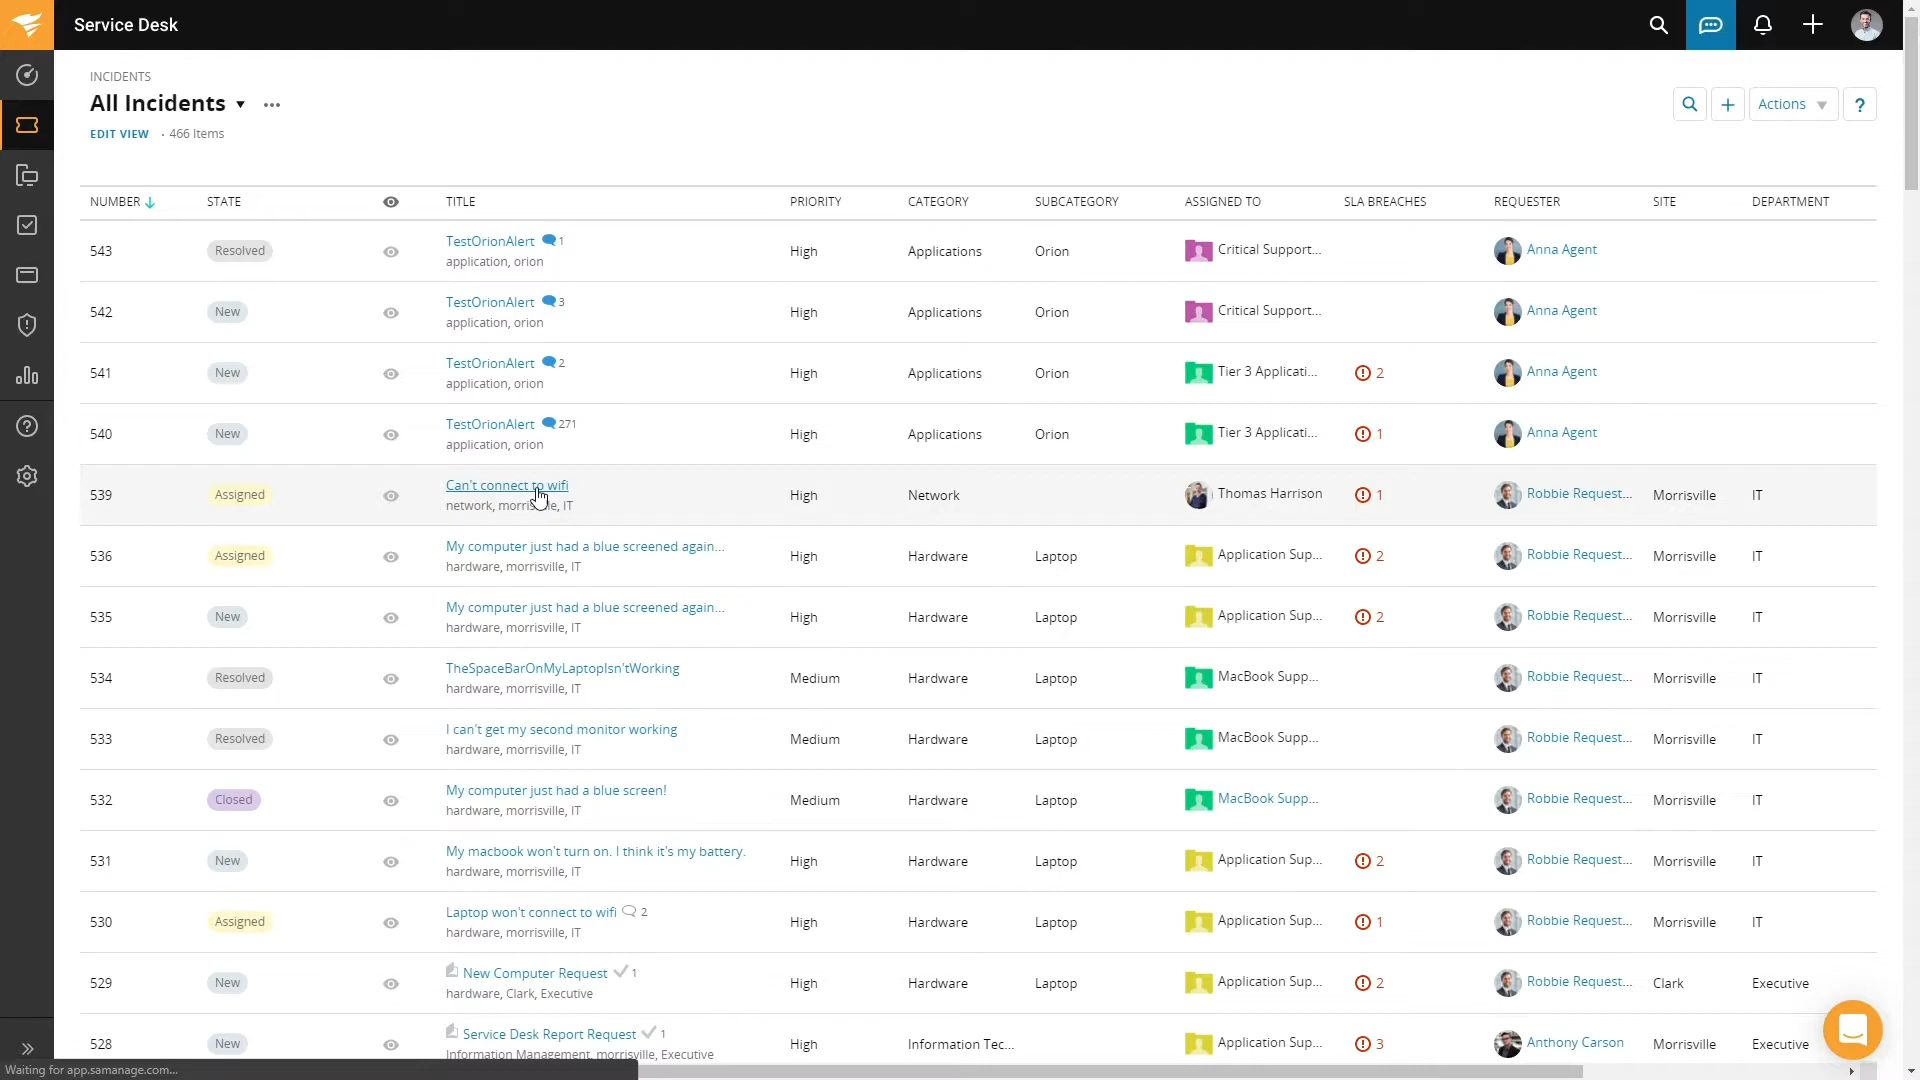 Service Desk
INCIDENTS
All Incidents
EDIT VIEW · 466 Items
Actions
?
NUMBER STATE TITLE PRIORITY CATEGORY SUBCATEGORY ASSIGNED TO SLA BREACHES REQUESTER SITE DEPARTMENT
543 Resolved TestOrionAlert 1 High Applications Orion Critical Support... Anna Agent
application, orion
542 New TestOrionAlert 3 High Applications Orion Critical Support... Anna Agent
application, orion
541 New TestOrionAlert 2 High Applications Orion Tier 3 Applicati... 2 Anna Agent
application, orion
540 New TestOrionAlert 271 High Applications Orion Tier 3 Applicati... 1 Anna Agent
application, orion
539 Assigned Can't connect to wifi High Network Thomas Harrison 1 Robbie Request... Morrisville IT
network, IT
536 Assigned My computer just had a blue screened again... High Hardware Laptop Application Sup... 2 Robbie Request... Morrisville IT
hardware, morrisville, IT
535 New My computer just had a blue screened again... High Hardware Laptop Application Sup... 2 Robbie Request... Morrisville IT
hardware, morrisville, IT
534 Resolved TheSpaceBarOnMyLaptopIsn'tWorking Medium Hardware Laptop MacBook Supp... Robbie Request... Morrisville IT
hardware, morrisville, IT
533 Resolved I can't get my second monitor working Medium Hardware Laptop MacBook Supp... Robbie Request... Morrisville IT
hardware, morrisville, IT
532 Closed My computer just had a blue screen! Medium Hardware Laptop MacBook Supp... Robbie Request... Morrisville IT
hardware, morrisville, IT
531 New My macbook won't turn on. I think it's my battery. High Hardware Laptop Application Sup... 2 Robbie Request... Morrisville IT
hardware, morrisville, IT
530 Assigned Laptop won't connect to wifi 2 High Hardware Laptop Application Sup... 1 Robbie Request... Morrisville IT
hardware, morrisville, IT
529 New New Computer Request 1 High Hardware Laptop Application Sup... 2 Robbie Request... Clark Executive
hardware, Clark, Executive
528 New Service Desk Report Request 1 High Information Tec... Application Sup... 3 Anthony Carson Morrisville Executive
Information Management, morrisville, Executive
Waiting for app.samanage.com...